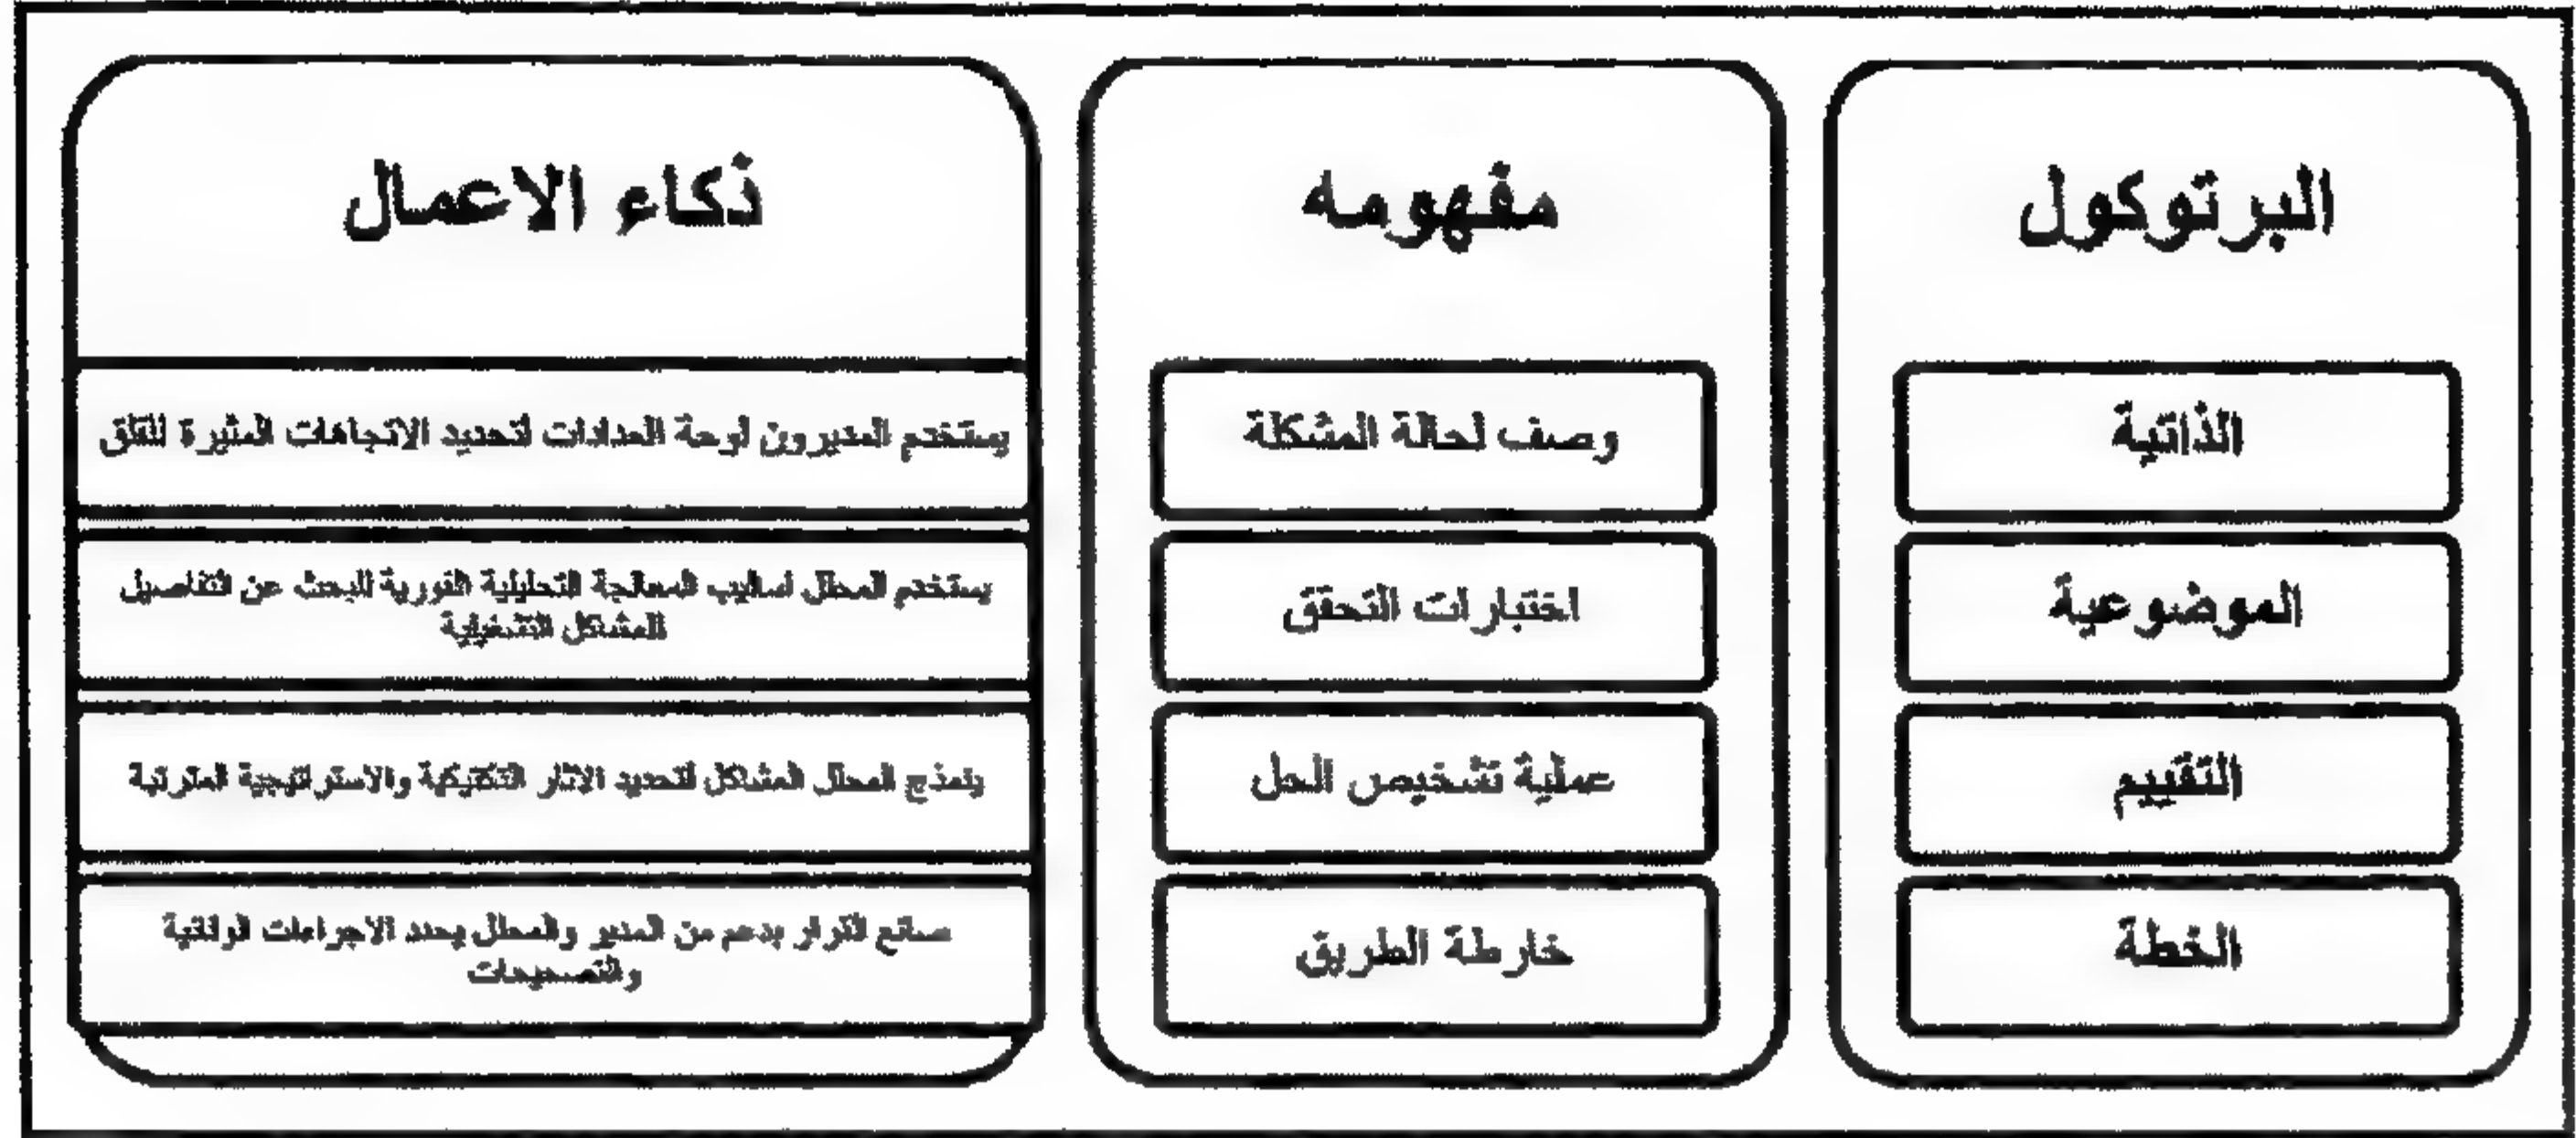 البرتوكول
الذاتية
الموضوعية
التقييم
الخطة
مفهومه
وصف لحالة المشكلة
اختبارات التحقق
عملية تشخيص الحل
خارطة الطريق
ذكاء الاعمال
يستخدم المديرون لوحة العدادات لتحديد الاتجاهات المثيرة للقلق
يستخدم المحلل اساليب المعالجة التحليلية الفورية للبحث عن التفاصيل
للمشاكل التشغيلية
ينمذج المحلل المشاكل لتحديد الاثار التكتيكية والاستراتيجية المترتبة
صانع القرار بدعم من المدير والمحلل يحدد الاجراءات الوقائية
والتصحيحات